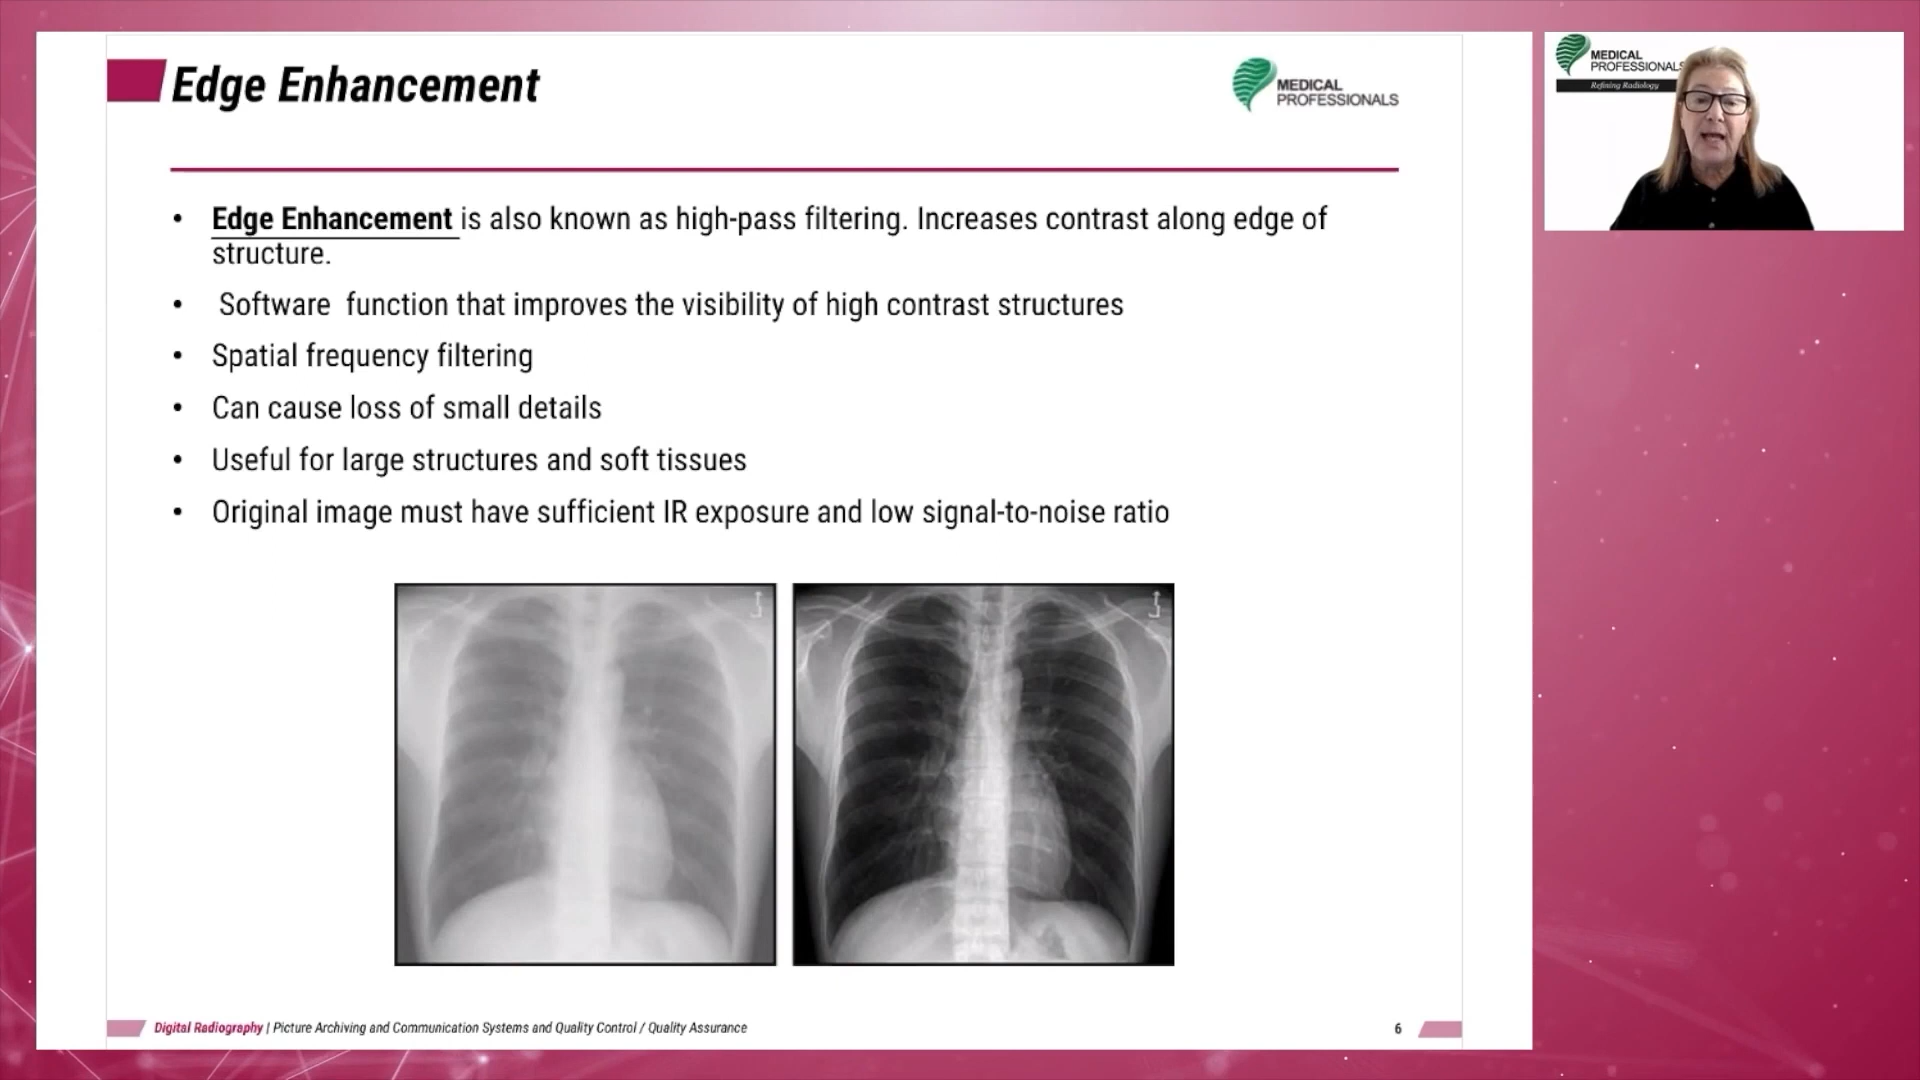 Edge Enhancement
MEDICAL
PROFESSIONALS
• Edge Enhancement is also known as high-pass filtering. Increases contrast along edge of
structure.
• Software function that improves the visibility of high contrast structures
• Spatial frequency filtering
• Can cause loss of small details
• Useful for large structures and soft tissues
• Original image must have sufficient IR exposure and low signal-to-noise ratio
Digital Radiography | Picture Archiving and Communication Systems and Quality Control / Quality Assurance
6
MEDICAL
PROFESSIONALS
Refining Radiology